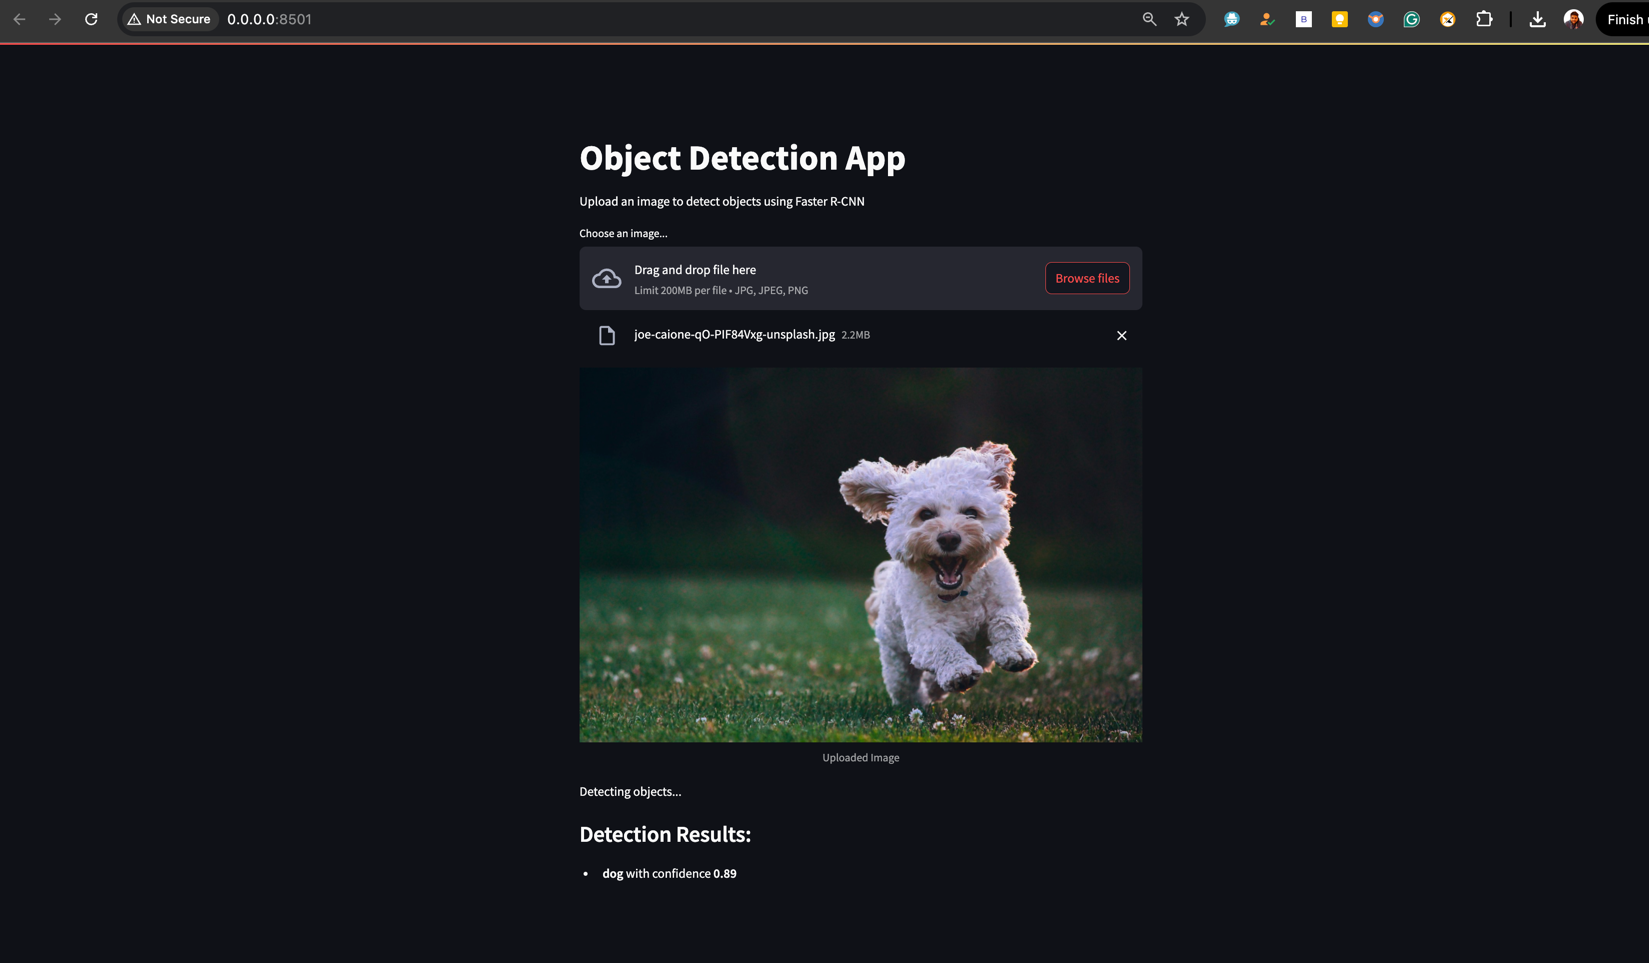 Not Secure 0.0.0.0:8501
B
G
Finish
Object Detection App
Upload an image to detect objects using Faster R-CNN
Choose an image...
Drag and drop file here
Limit 200MB per file • JPG, JPEG, PNG
Browse files
joe-caione-qO-PIF84Vxg-unsplash.jpg 2.2MB
Uploaded Image
Detecting objects...
Detection Results:
• dog with confidence 0.89